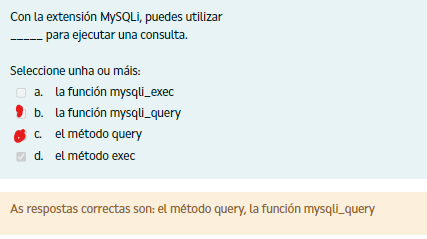 Con la extensión MySQLi, puedes utilizar
_____ para ejecutar una consulta.
Seleccione unha ou máis:
a. la función mysqli_exec
b. la función mysqli_query
c. el método query
d. el método exec
As respostas correctas son: el método query, la función mysqli_query